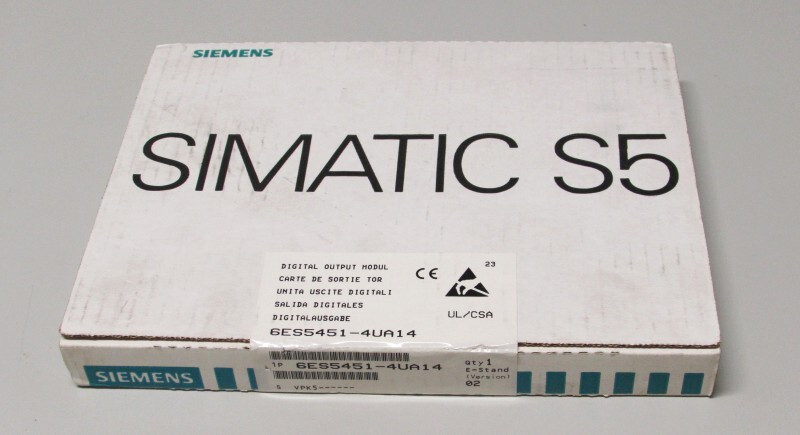 SIEMENS
SIMATIC S5
DIGITAL OUTPUT MODUL
CARTE DE SORTIE TOR
UNITA USCITE DIGITALI
SALIDA DIGITALES
DIGITALAUSGABE
6ES5451-4UA14
CE
23
UL/CSA
1P 6ES5451-4UA14
S VPK5------
Qty 1
E-Stand
(Version)
02
SIEMENS